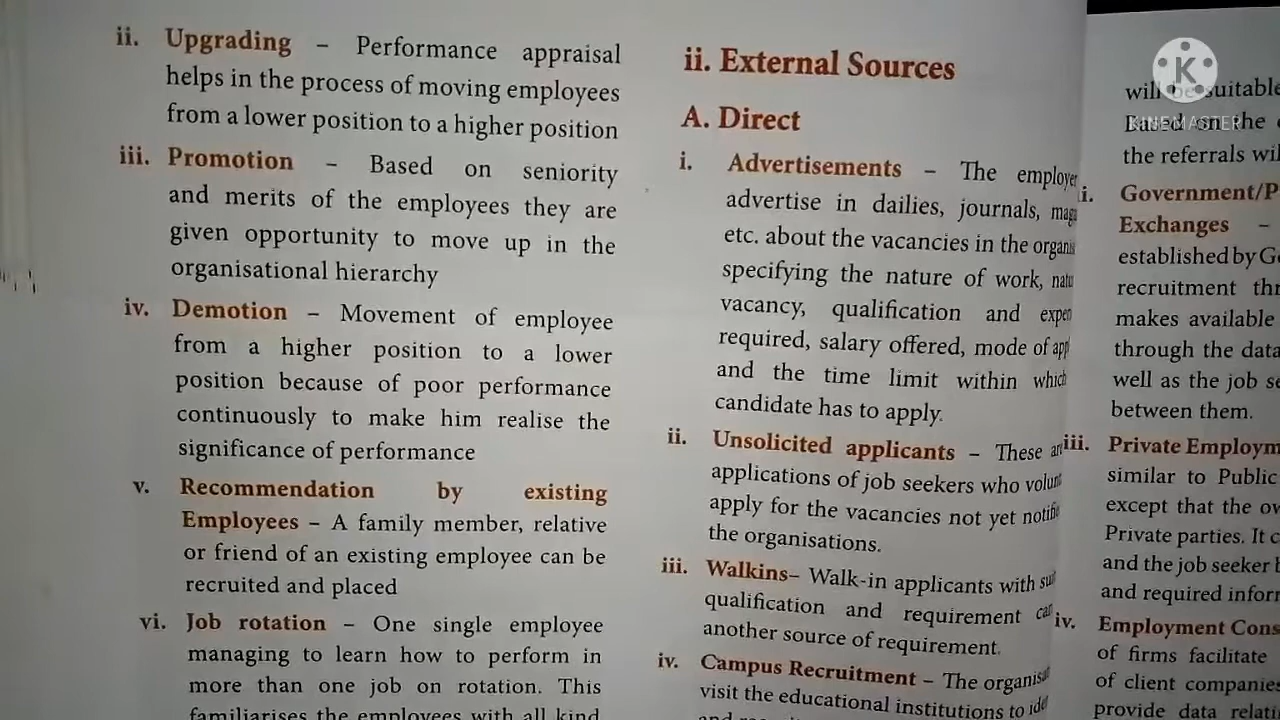 ii. Upgrading – Performance appraisal
helps in the process of moving employees
from a lower position to a higher position
iii. Promotion – Based on seniority
and merits of the employees they are
given opportunity to move up in the
organisational hierarchy
iv. Demotion – Movement of employee
from a higher position to a lower
position because of poor performance
continuously to make him realise the
significance of performance
v. Recommendation by existing
Employees – A family member, relative
or friend of an existing employee can be
recruited and placed
vi. Job rotation – One single employee
managing to learn how to perform in
more than one job on rotation. This
familiarises the employees with all kind
ii. External Sources
A. Direct
i. Advertisements – The employer
advertise in dailies, journals,
etc. about the vacancies in the
specifying the nature of work,
vacancy, qualification and
required, salary offered, mode of
and the time limit within which
candidate has to apply.
ii. Unsolicited applicants – These
applications of job seekers who
apply for the vacancies not yet
the organisations.
iii. Walkins– Walk-in applicants with
qualification and requirement can
another source of requirement.
iv. Campus Recruitment – The
visit the educational institutions to
will be suitable
Based on the
the referrals
i. Government/P
Exchanges –
established by
recruitment
makes available
through the
well as the job
between them.
iii. Private
similar to Public
except that the
Private parties. It
and the job seeker
and required
iv. Employment
of firms facilitate
of client
provide data
K
KINEMASTER